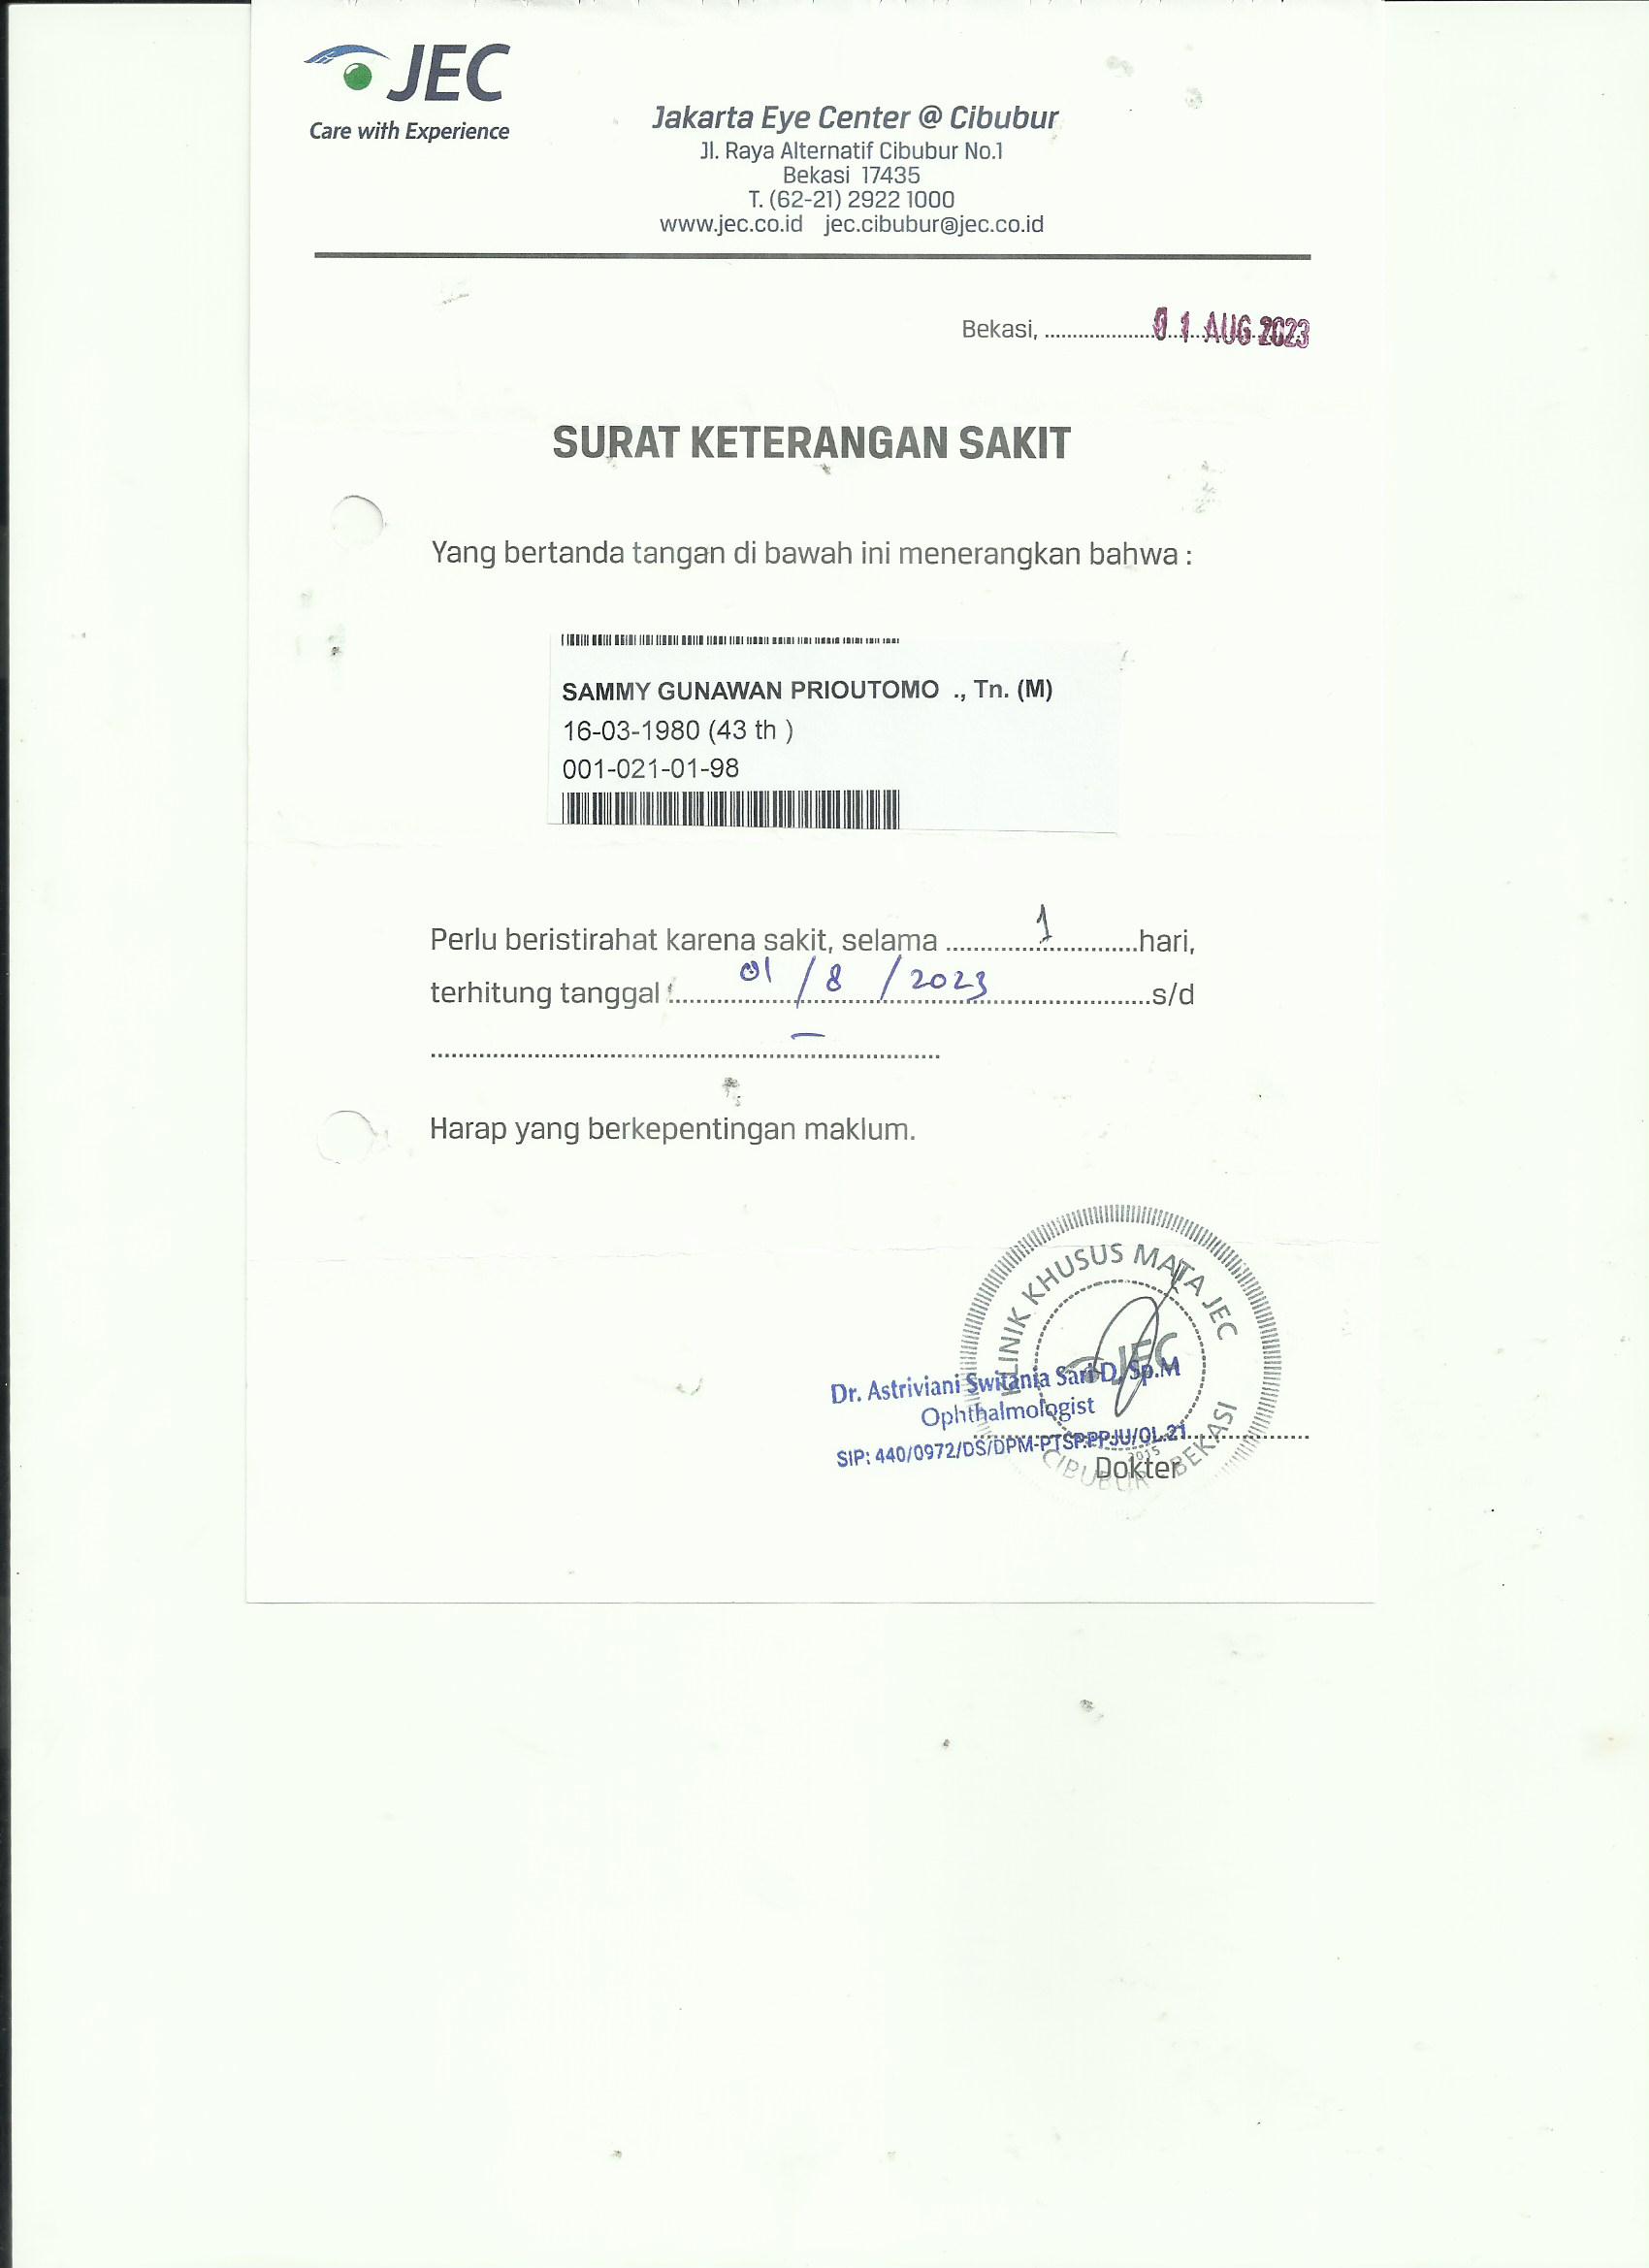 JEC
Care with Experience
Jakarta Eye Center @ Cibubur
Jl. Raya Alternatif Cibubur No.1
Bekasi 17435
T. (62-21) 2922 1000
www.jec.co.id jec.cibubur@jec.co.id
Bekasi, ........................ 01 AUG 2023
SURAT KETERANGAN SAKIT
Yang bertanda tangan di bawah ini menerangkan bahwa :
SAMMY GUNAWAN PRIOUTOMO ., Tn. (M)
16-03-1980 (43 th )
001-021-01-98
Perlu beristirahat karena sakit, selama ............ 1 ............hari,
terhitung tanggal : ............ 01 / 8 / 2023 ............s/d
............ — ............
Harap yang berkepentingan maklum.
KLINIK KHUSUS MATA JEC
JEC
Dr. Astriviani Switania Sari D, Sp.M
Ophthalmologist
SIP: 440/0972/DS/DPM-PTSP.PPJU/OL.21
2015
CIBUBUR BEKASI
Dokter